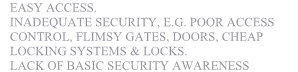 EASY ACCESS.
INADEQUATE SECURITY, E.G. POOR ACCESS
CONTROL, FLIMSY GATES, DOORS, CHEAP
LOCKING SYSTEMS & LOCKS.
LACK OF BASIC SECURITY AWARENESS